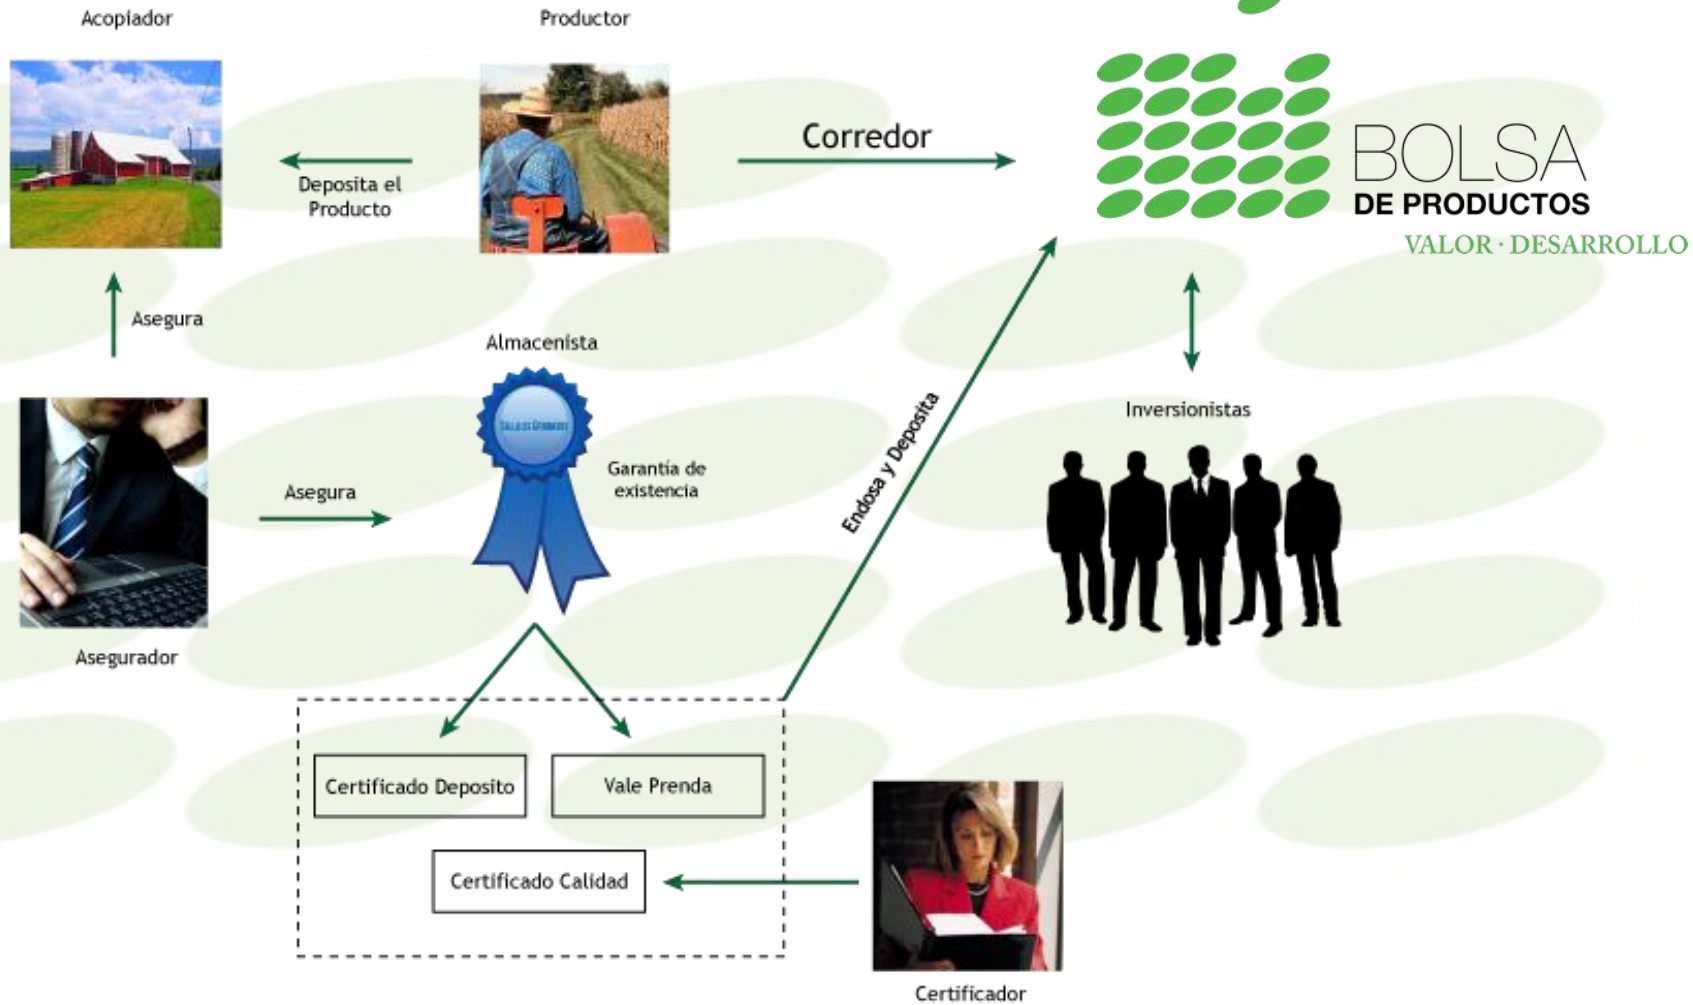 Acopiador
Productor
Corredor
BOLSA
DE PRODUCTOS
VALOR · DESARROLLO
Deposita el
Producto
Asegura
Almacenista
Inversionistas
Garantía de
existencia
Asegura
Endosa y Deposita
Asegurador
Certificado Deposito
Vale Prenda
Certificado Calidad
Certificador